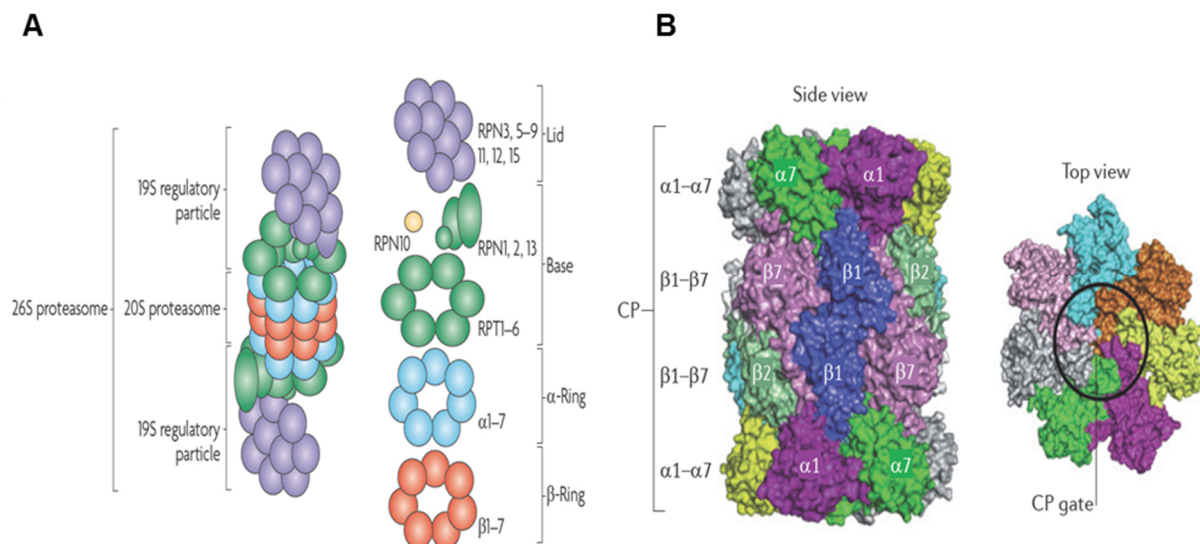 A
26S proteasome
19S regulatory
particle
20S proteasome
19S regulatory
particle
RPN3, 5–9
11, 12, 15
Lid
RPN10
RPN1, 2, 13
RPT1–6
Base
α1–7
α-Ring
β1–7
β-Ring
B
Side view
CP
α1–α7
β1–β7
β1–β7
α1–α7
α7
α1
β7
β1
β2
β2
β1
β7
α1
α7
Top view
CP gate